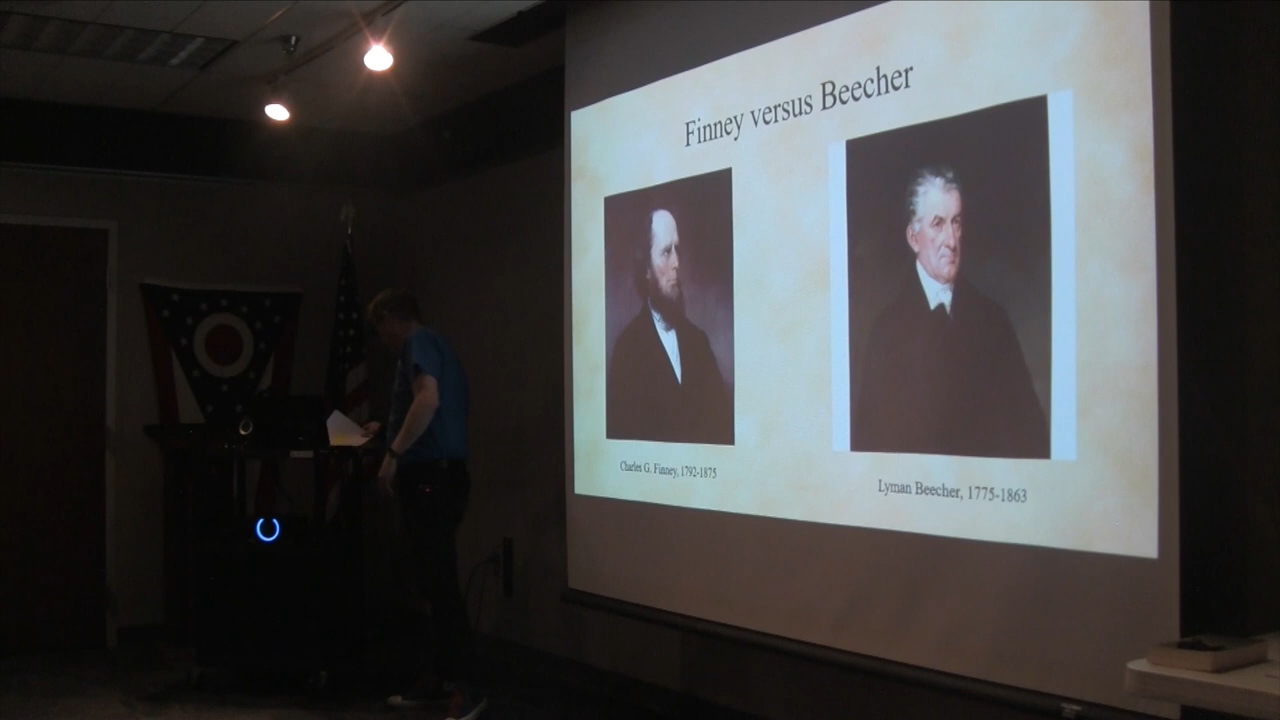 Finney versus Beecher
Charles G. Finney, 1792-1875
Lyman Beecher, 1775-1863